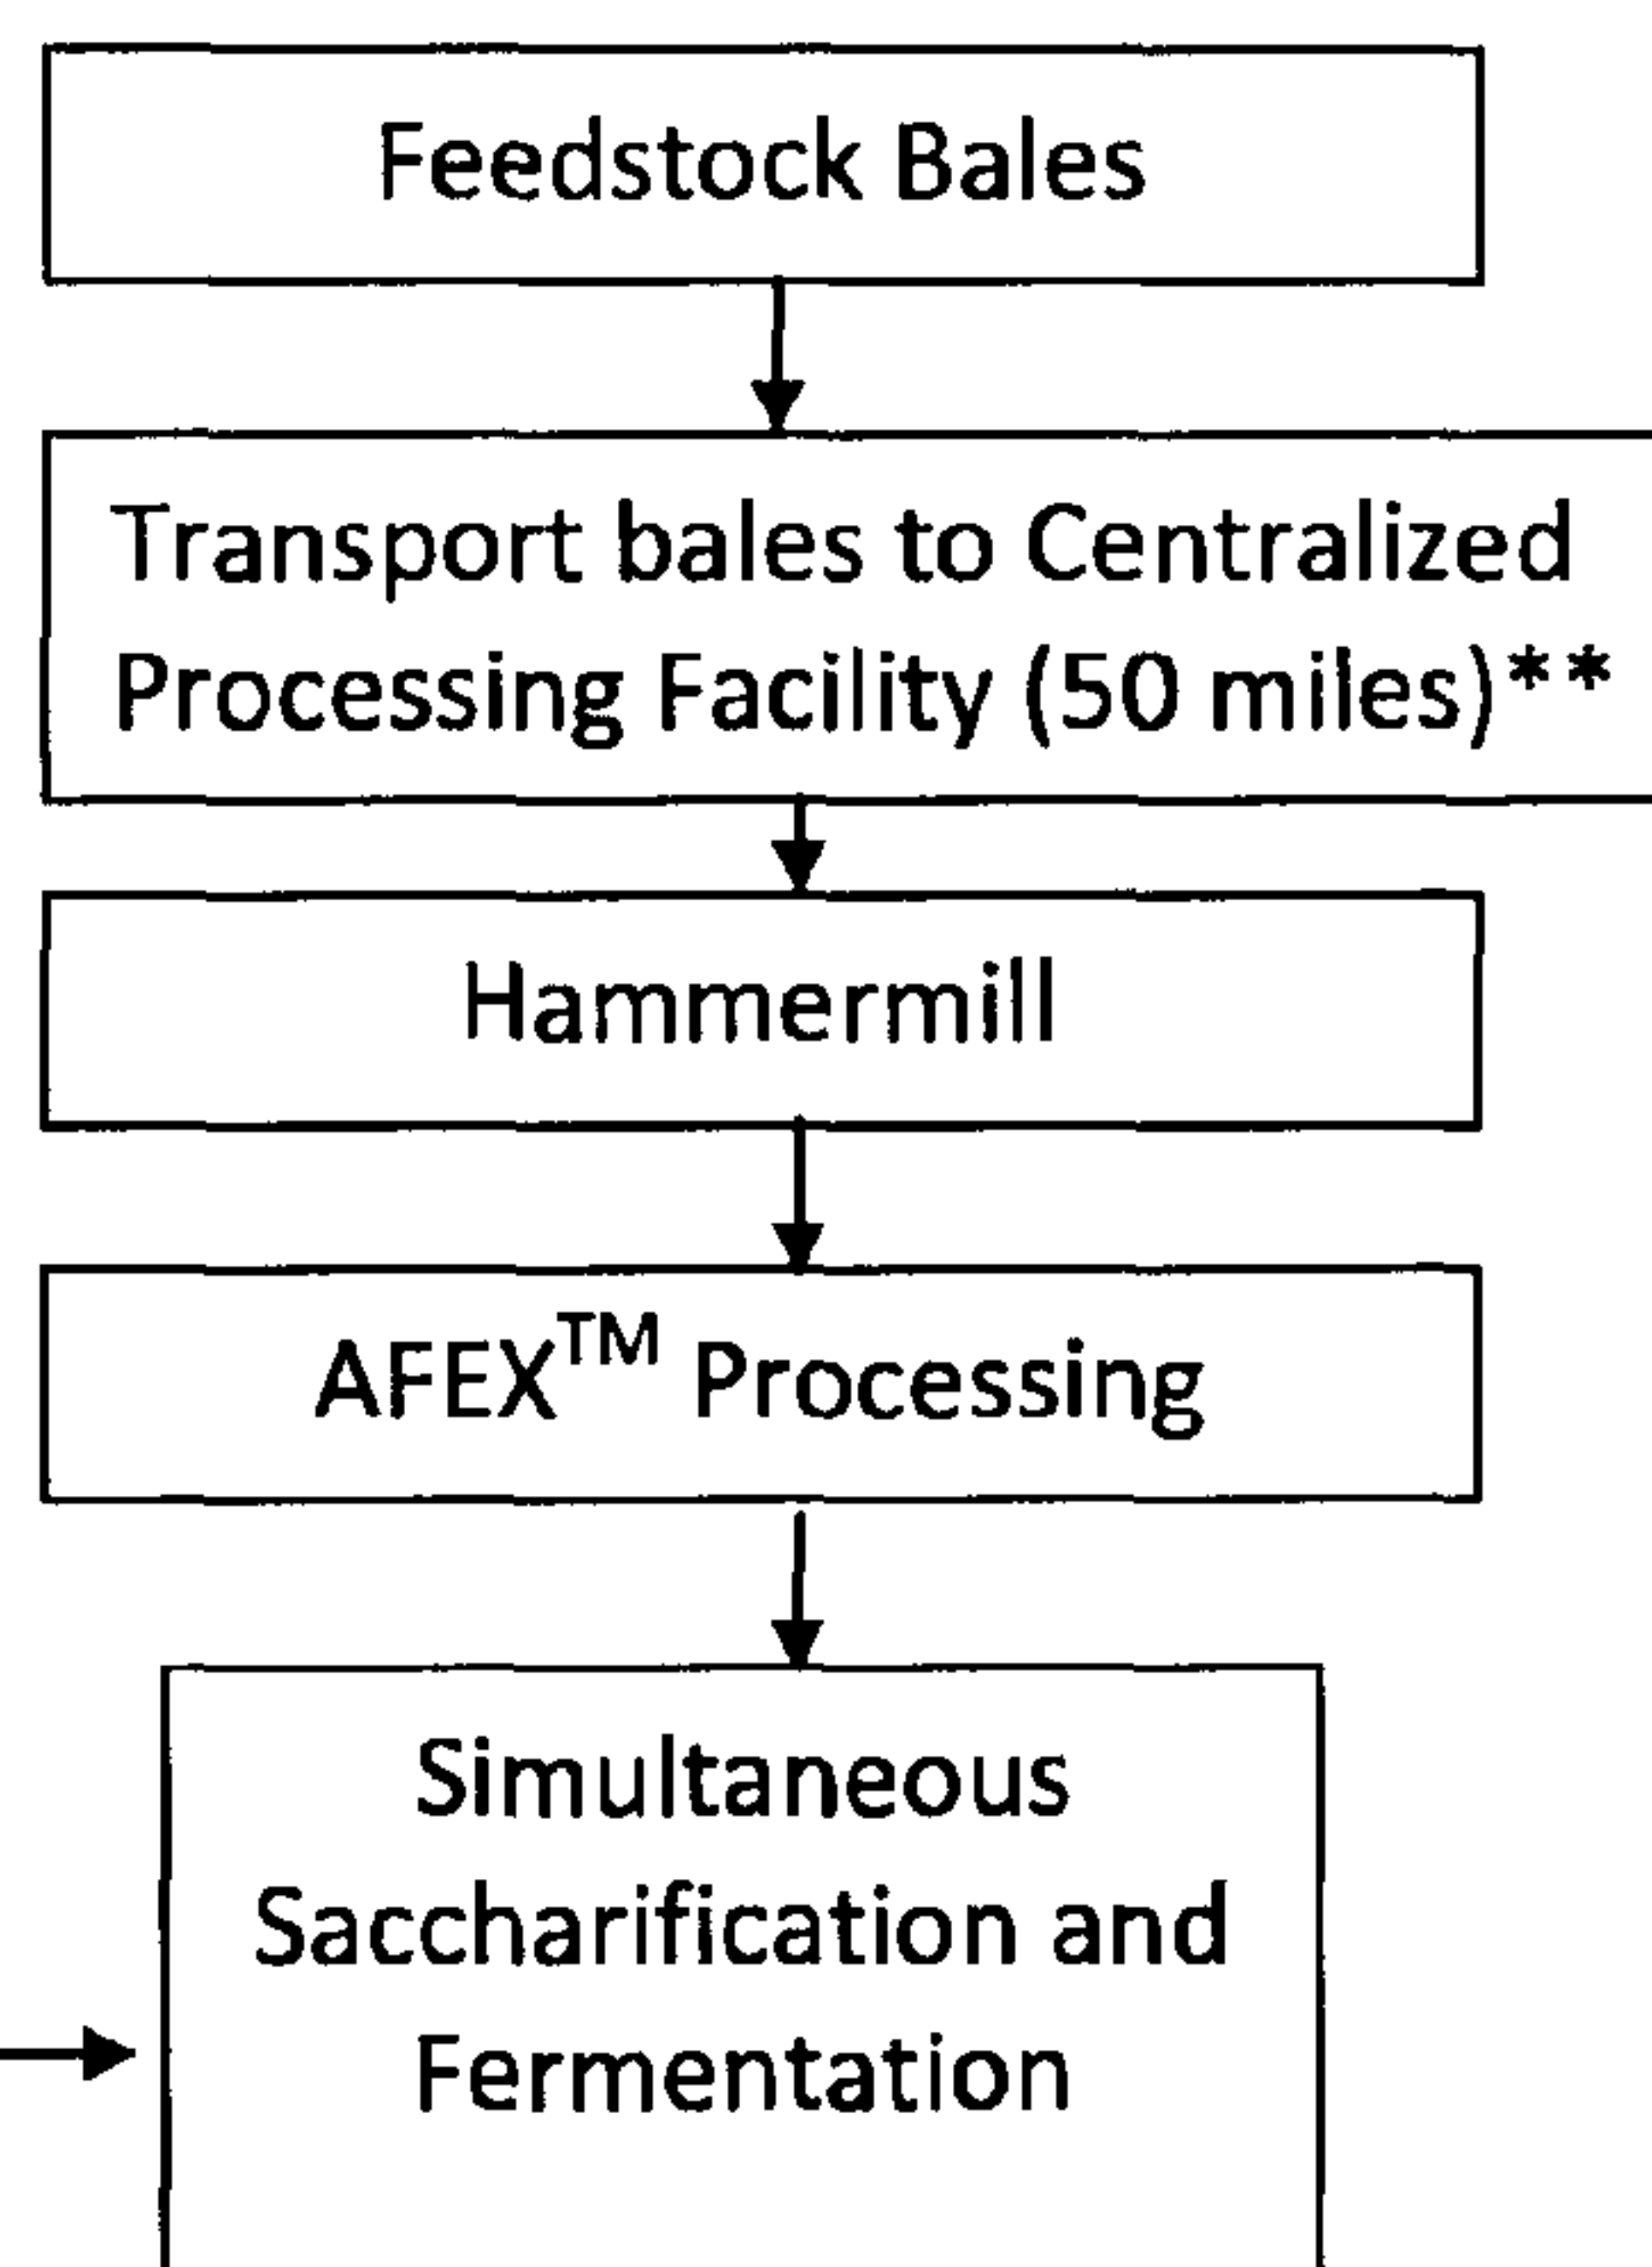 Feedstock Bales
Transport bales to Centralized
Processing Facility (50 miles)**
Hammermill
AFEX™ Processing
Simultaneous
Saccharification and
Fermentation